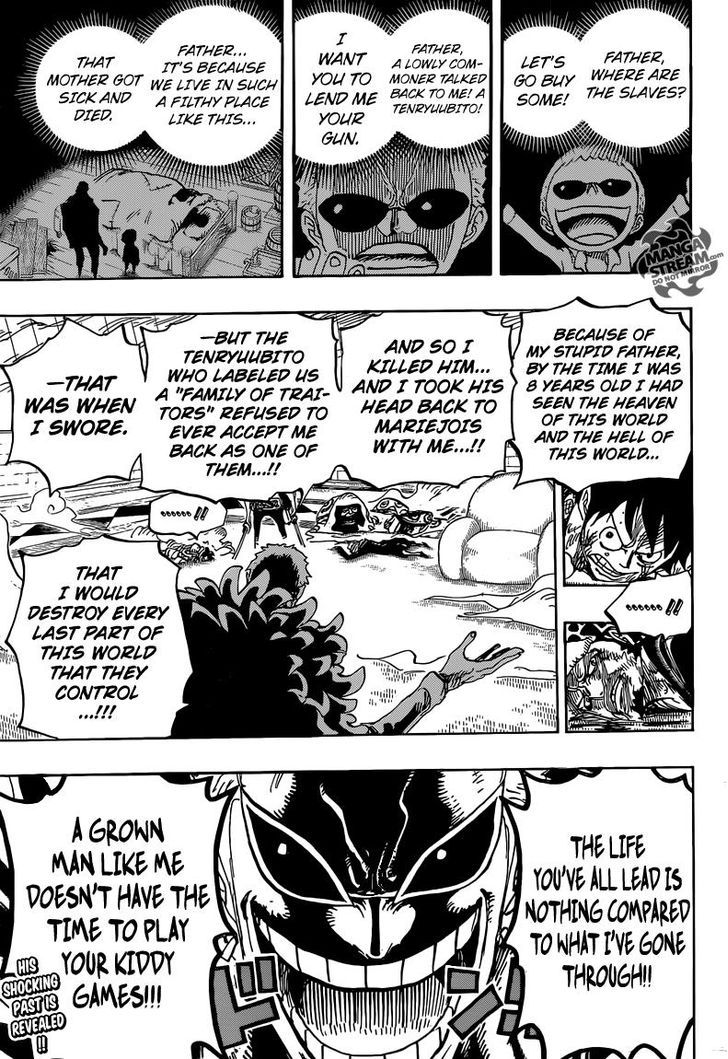 FATHER,
WHERE ARE
THE SLAVES?
LET'S
GO BUY
SOME!
FATHER,
A LOWLY COM-
MONER TALKED
BACK TO ME! A
TENRYUUBITO!
I
WANT
YOU TO
LEND ME
YOUR
GUN.
FATHER...
IT'S BECAUSE
WE LIVE IN SUCH
A FILTHY PLACE
LIKE THIS...
THAT
MOTHER GOT
SICK AND
DIED.
MANGA
STREAM.com
DO NOT MIRROR
BECAUSE OF
MY STUPID FATHER,
BY THE TIME I WAS
8 YEARS OLD I HAD
SEEN THE HEAVEN
OF THIS WORLD
AND THE HELL OF
THIS WORLD...
AND SO I
KILLED HIM...
AND I TOOK HIS
HEAD BACK TO
MARIEJOIS
WITH ME...!!
—BUT THE
TENRYUUBITO
WHO LABELED US
A "FAMILY OF TRAI-
TORS" REFUSED TO
EVER ACCEPT ME
BACK AS ONE OF
THEM...!!
—THAT
WAS WHEN
I SWORE.
......!!
......!!
THAT
I WOULD
DESTROY EVERY
LAST PART OF
THIS WORLD
THAT THEY
CONTROL
...!!!
THE LIFE
YOU'VE ALL LEAD IS
NOTHING COMPARED
TO WHAT I'VE GONE
THROUGH!!
A GROWN
MAN LIKE ME
DOESN'T HAVE THE
TIME TO PLAY
YOUR KIDDY
GAMES!!!
ドン
HIS
SHOCKING
PAST IS
REVEALED
!!